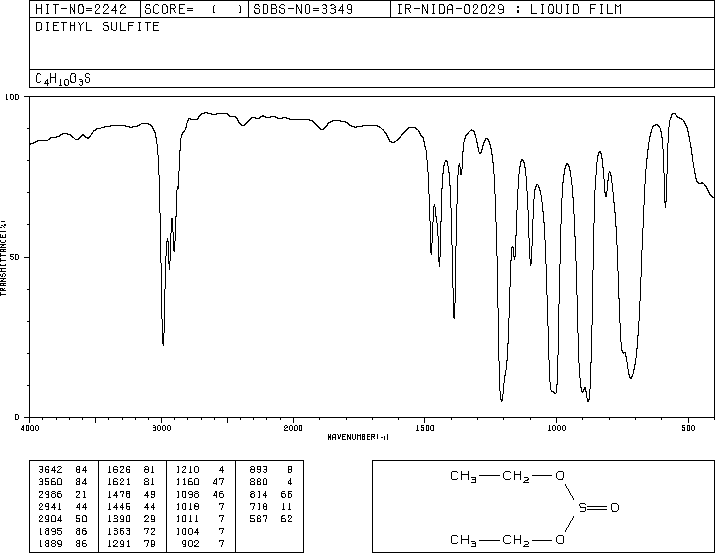 HIT-NO=2242 SCORE= ( ) SDBS-NO=3349 IR-NIDA-02029 : LIQUID FILM
DIETHYL SULFITE
C4H10O3S
100
50
0
TRANSMITTANCE(%)
4000 3000 2000 1500 1000 500
WAVENUMBER(-1)
3642 84 1626 81 1210 4 893 8
3560 84 1621 81 1160 47 880 4
2986 21 1478 49 1098 46 814 66
2941 44 1446 44 1018 7 718 11
2904 50 1390 29 1011 7 587 62
1895 86 1363 72 1004 7
1889 86 1291 79 902 7
CH3 CH2 O
S O
CH3 CH2 O